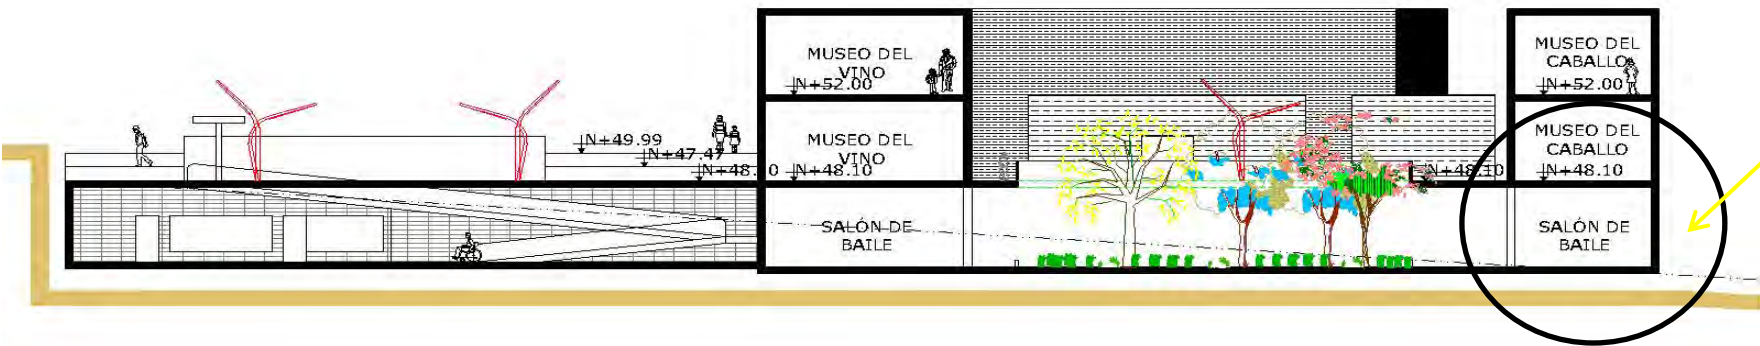 MUSEO DEL
VINO
N+52.00
MUSEO DEL
CABALLO
N+52.00
N+49.99
N+47.47
N+48.10
MUSEO DEL
VINO
N+48.10
N+48.10
MUSEO DEL
CABALLO
N+48.10
SALÓN DE
BAILE
SALÓN DE
BAILE